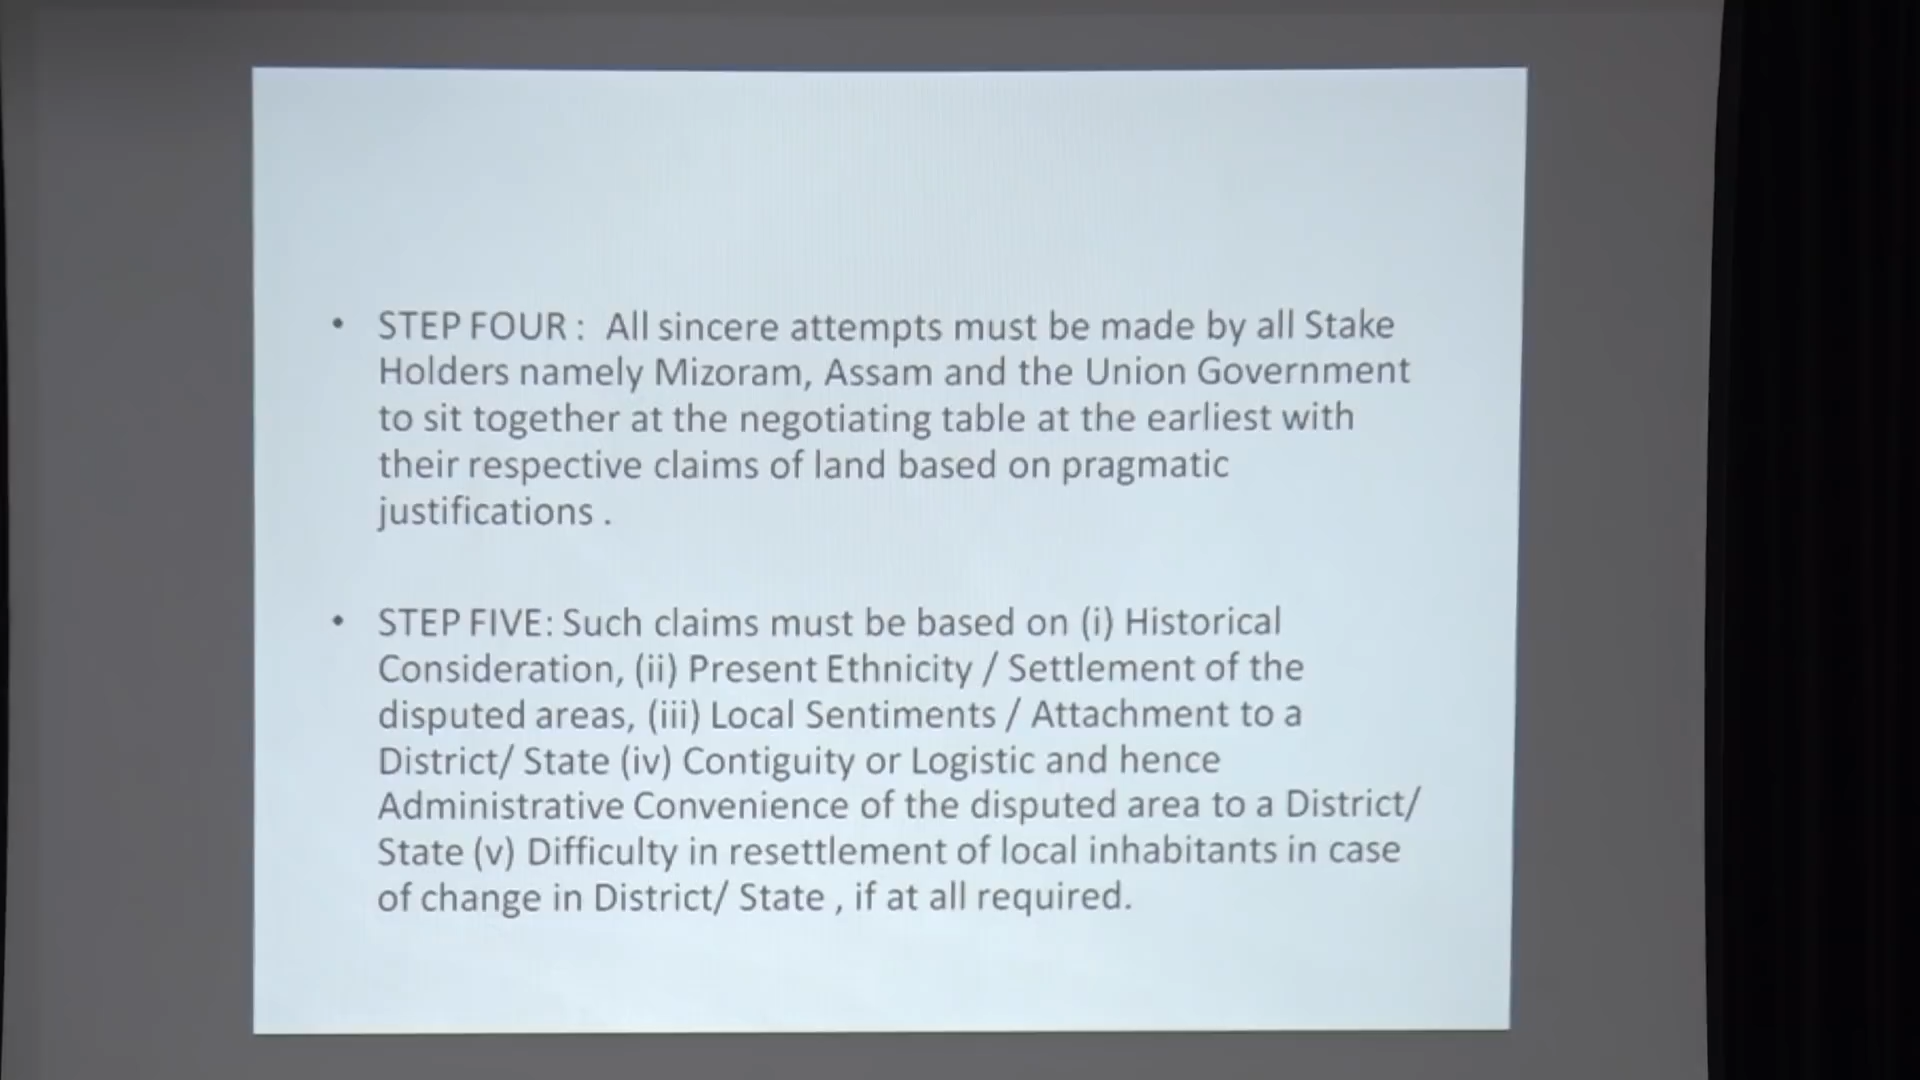 • STEP FOUR : All sincere attempts must be made by all Stake
Holders namely Mizoram, Assam and the Union Government
to sit together at the negotiating table at the earliest with
their respective claims of land based on pragmatic
justifications .
• STEP FIVE: Such claims must be based on (i) Historical
Consideration, (ii) Present Ethnicity / Settlement of the
disputed areas, (iii) Local Sentiments / Attachment to a
District/ State (iv) Contiguity or Logistic and hence
Administrative Convenience of the disputed area to a District/
State (v) Difficulty in resettlement of local inhabitants in case
of change in District/ State , if at all required.